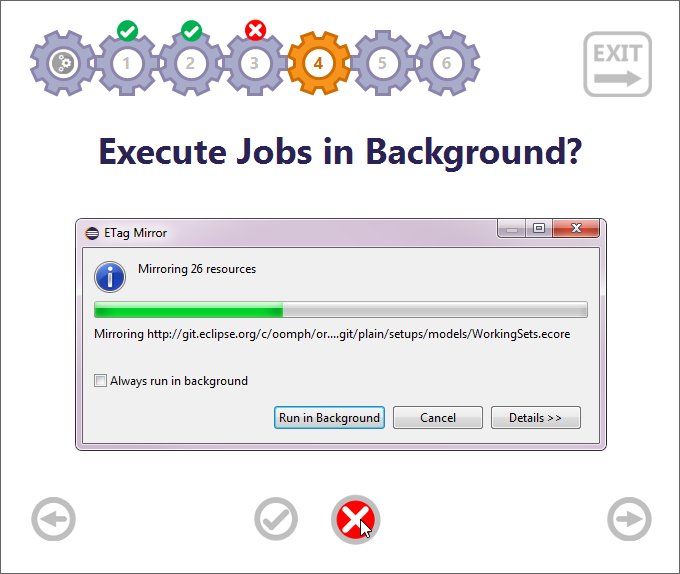 1 2 3 4 5 6
EXIT
Execute Jobs in Background?
ETag Mirror
Mirroring 26 resources
Mirroring http://git.eclipse.org/c/oomph/or....git/plain/setups/models/WorkingSets.ecore
Always run in background
Run in Background Cancel Details >>